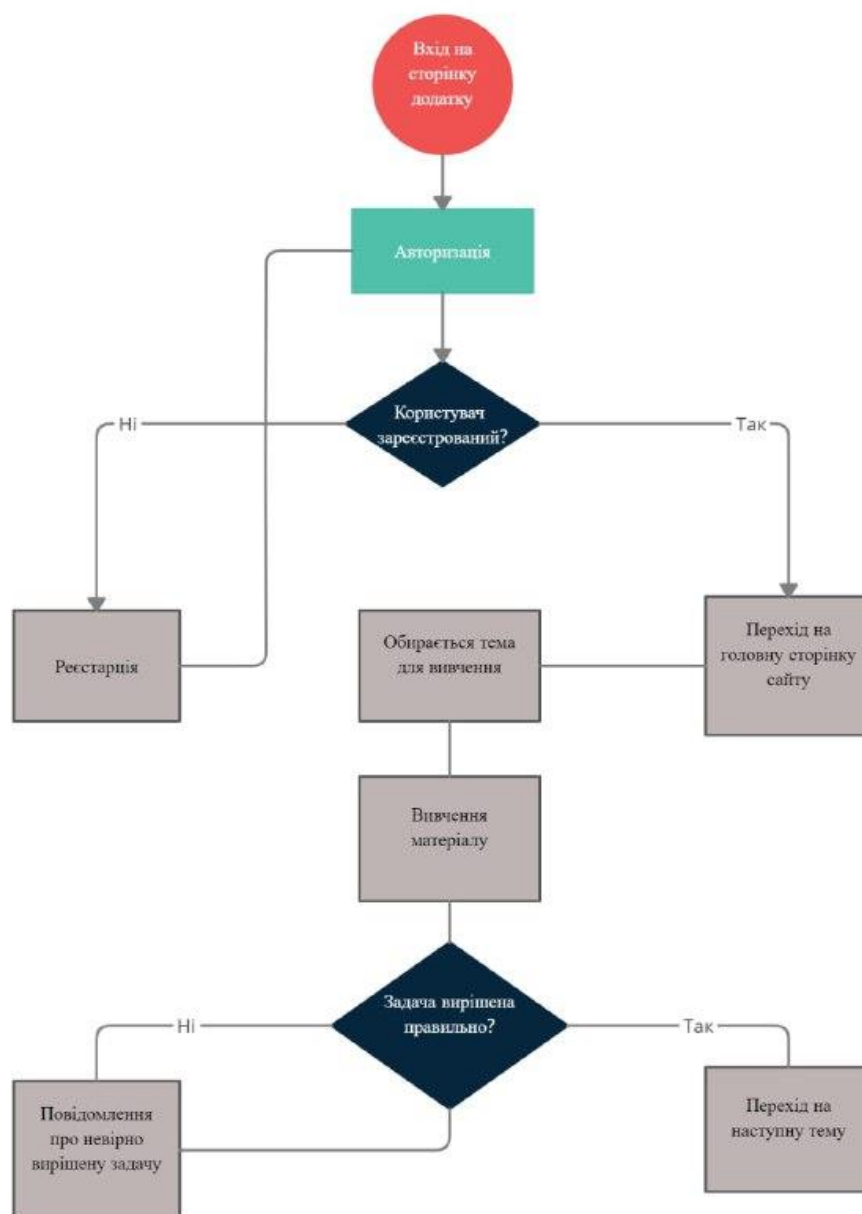 Вхід на
сторінку
додатку
Авторизація
Користувач
зареєстрований?
Ні
Так
Реєстарція
Обирається тема
для вивчення
Перехід на
головну сторінку
сайту
Вивчення
матеріалу
Задача вирішена
правильно?
Ні
Так
Повідомлення
про невірно
вирішену задачу
Перехід на
наступну тему